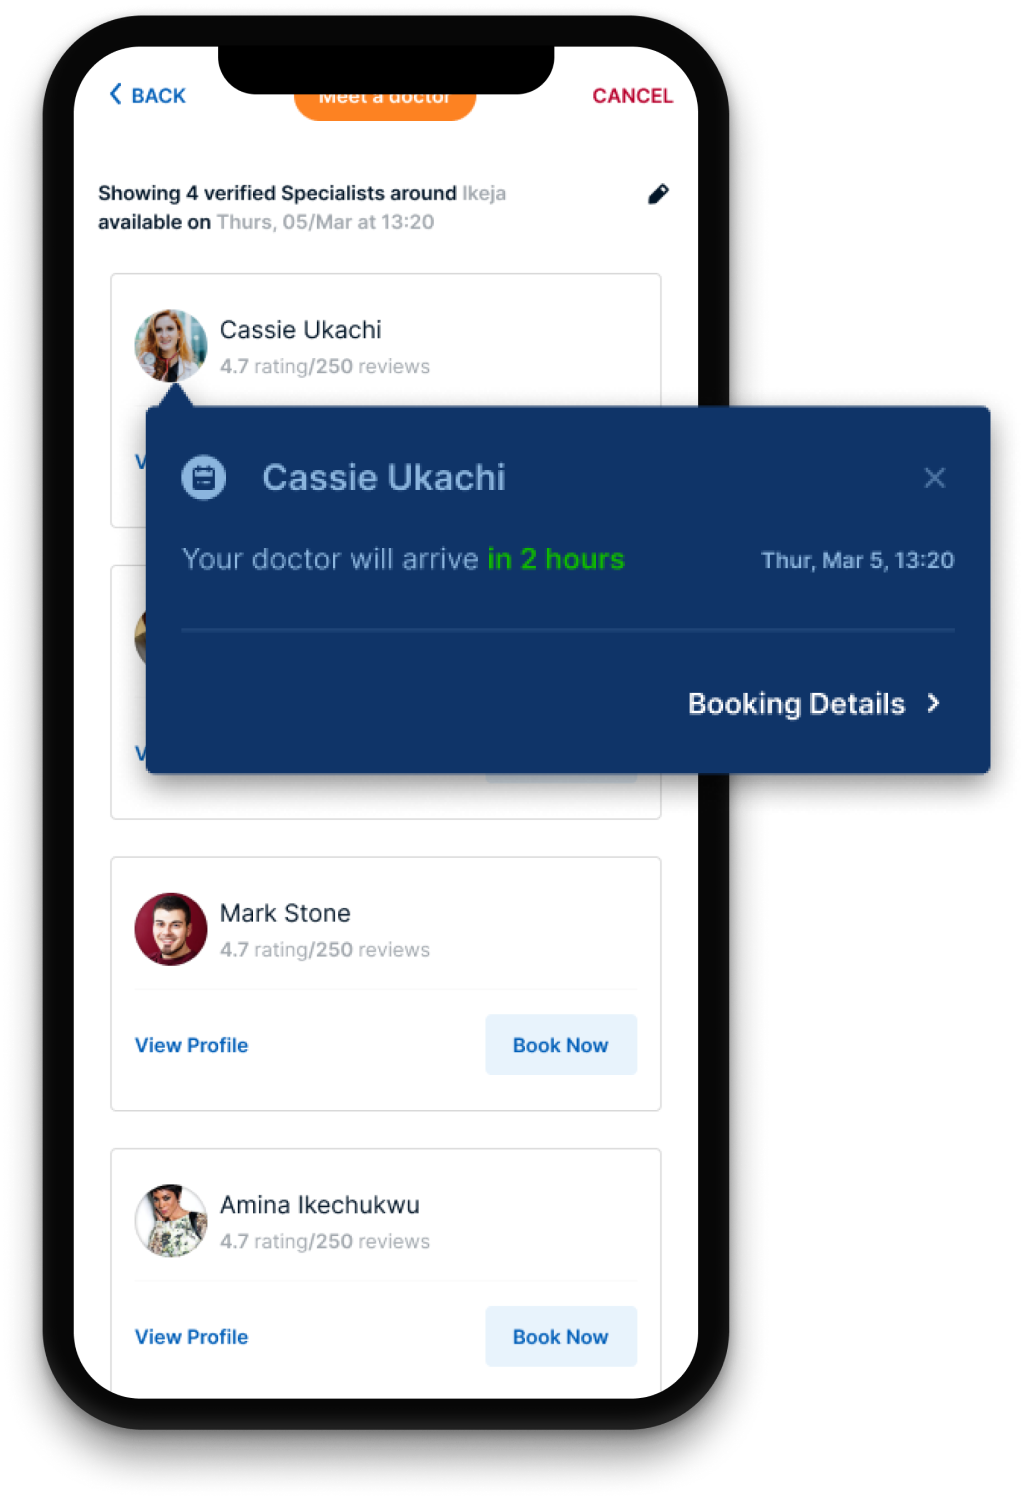 BACK
Meet a doctor
CANCEL
Showing 4 verified Specialists around Ikeja
available on Thurs, 05/Mar at 13:20
Cassie Ukachi
4.7 rating/250 reviews
Cassie Ukachi
Your doctor will arrive in 2 hours
Thur, Mar 5, 13:20
Booking Details
Mark Stone
4.7 rating/250 reviews
View Profile
Book Now
Amina Ikechukwu
4.7 rating/250 reviews
View Profile
Book Now